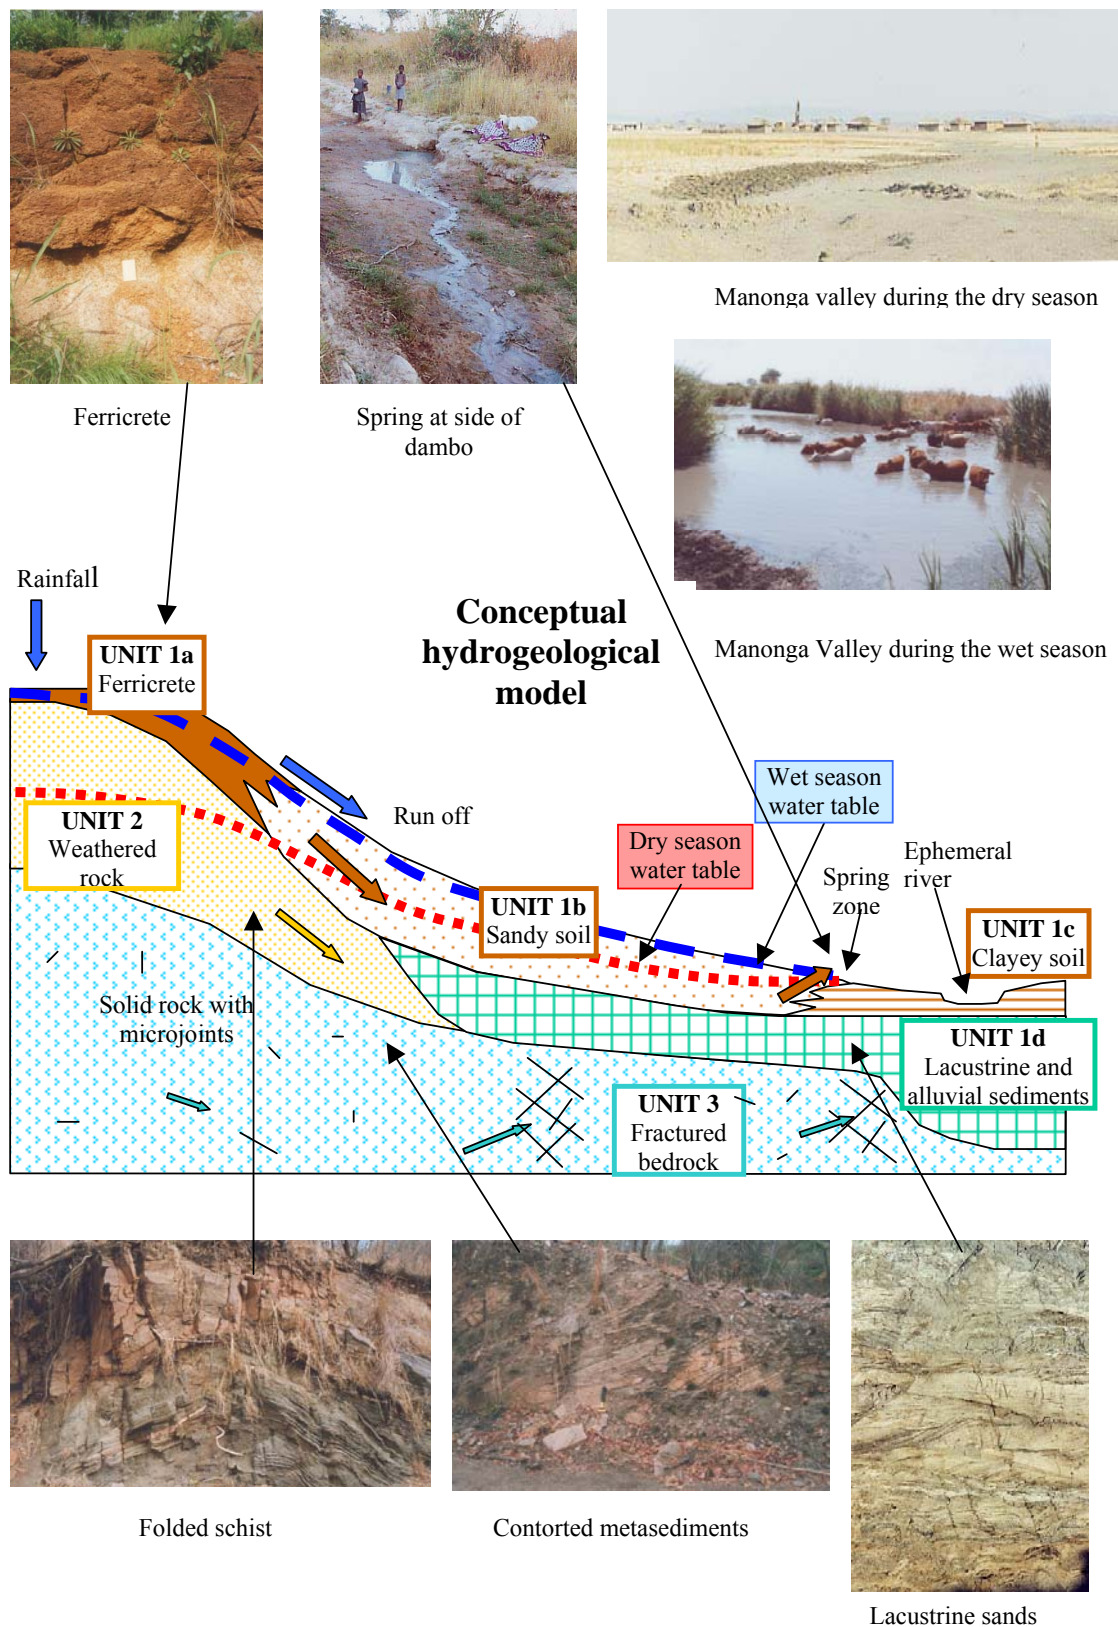 Manonga valley during the dry season
Ferricrete
Spring at side of
dambo
Rainfall
Conceptual
hydrogeological
model
Manonga Valley during the wet season
UNIT 1a
Ferricrete
Run off
Wet season
water table
Dry season
water table
UNIT 2
Weathered
rock
Spring
zone
Ephemeral
river
UNIT 1b
Sandy soil
UNIT 1c
Clayey soil
Solid rock with
microjoints
UNIT 1d
Lacustrine and
alluvial sediments
UNIT 3
Fractured
bedrock
Folded schist
Contorted metasediments
Lacustrine sands